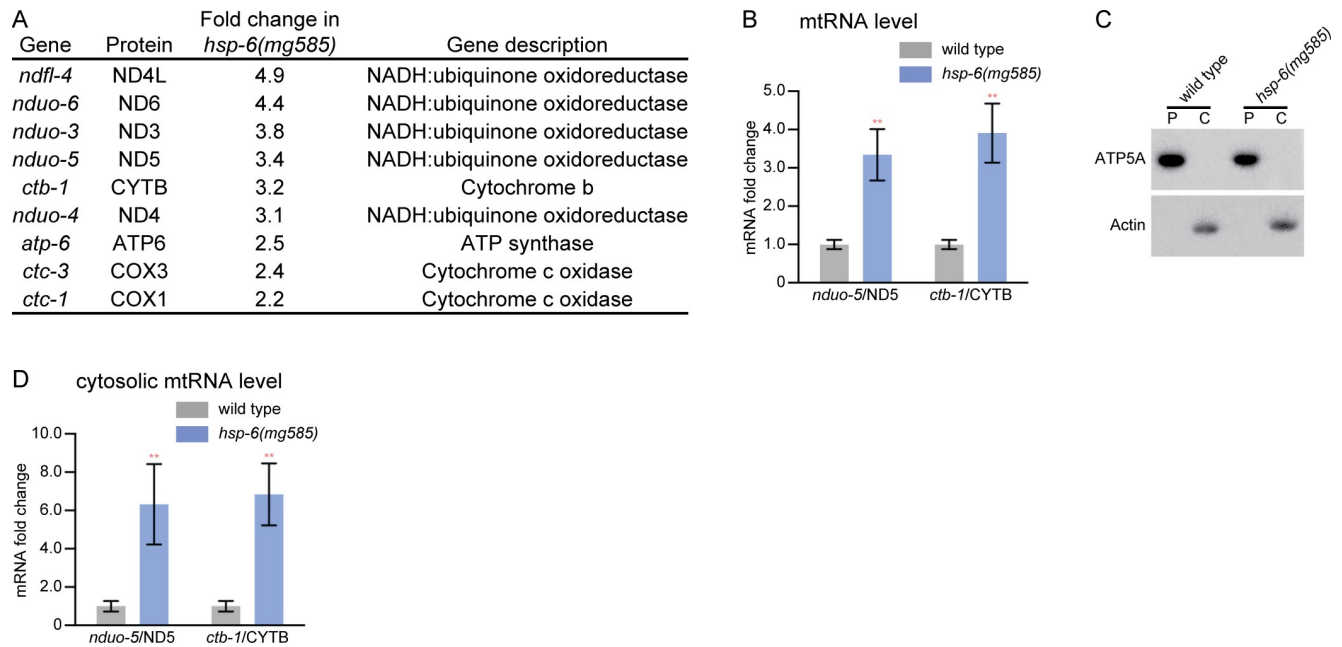 A
Gene Protein Fold change in hsp-6(mg585) Gene description
ndfl-4 ND4L 4.9 NADH:ubiquinone oxidoreductase
nduo-6 ND6 4.4 NADH:ubiquinone oxidoreductase
nduo-3 ND3 3.8 NADH:ubiquinone oxidoreductase
nduo-5 ND5 3.4 NADH:ubiquinone oxidoreductase
ctb-1 CYTB 3.2 Cytochrome b
nduo-4 ND4 3.1 NADH:ubiquinone oxidoreductase
atp-6 ATP6 2.5 ATP synthase
ctc-3 COX3 2.4 Cytochrome c oxidase
ctc-1 COX1 2.2 Cytochrome c oxidase
B mtRNA level
wild type
hsp-6(mg585)
mRNA fold change
5.0
4.0
3.0
2.0
1.0
0
**
**
nduo-5/ND5 ctb-1/CYTB
C
wild type hsp-6(mg585)
P C P C
ATP5A
Actin
D cytosolic mtRNA level
wild type
hsp-6(mg585)
mRNA fold change
10.0
8.0
6.0
4.0
2.0
0
**
**
nduo-5/ND5 ctb-1/CYTB